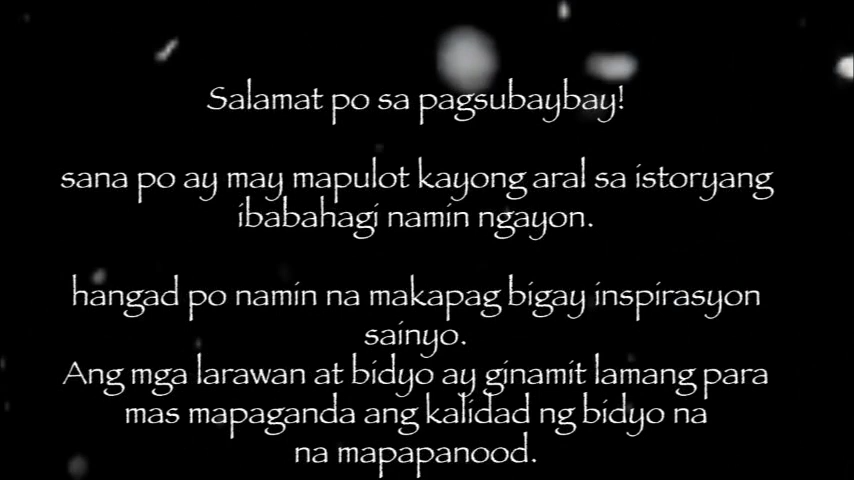 Salamat po sa pagsubaybay!
sana po ay may mapulot kayong aral sa istoryang
ibabahagi namin ngayon.
hangad po namin na makapag bigay inspirasyon
sainyo.
Ang mga larawan at bidyo ay ginamit lamang para
mas mapaganda ang kalidad ng bidyo na
na mapapanood.